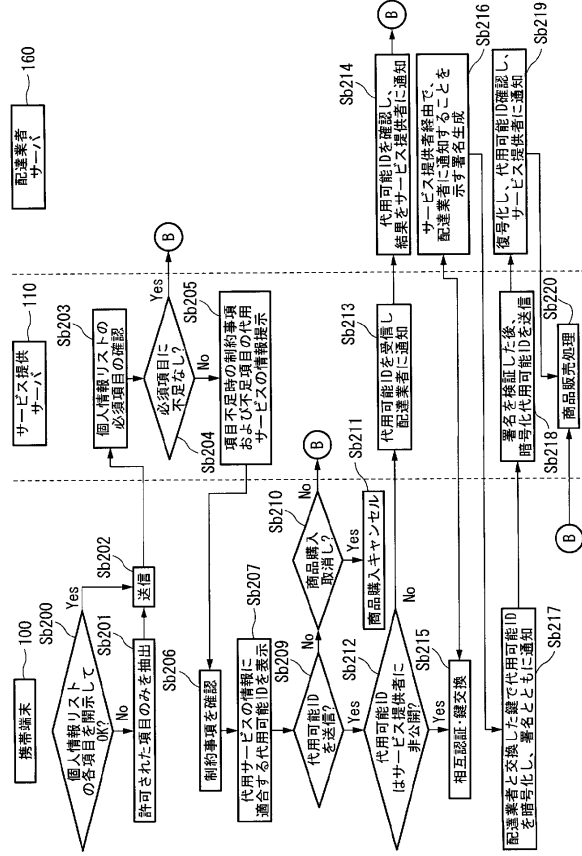 携帯端末
100
サービス提供
サーバ
110
配達業者
サーバ
160
個人情報リスト
の各項目を開示して
OK?
Sb200
Yes
No
許可された項目のみを抽出
Sb201
送信
Sb202
個人情報リストの
必須項目の確認
Sb203
必須項目に
不足なし?
Sb204
Yes
B
No
項目不足時の制約事項
および不足項目の代用
サービスの情報提示
Sb205
制約事項を確認
Sb206
代用サービスの情報に
適合する代用可能IDを表示
Sb207
代用可能ID
を送信?
Sb209
No
Yes
商品購入
取消し?
Sb210
No
B
Yes
商品購入キャンセル
Sb211
代用可能ID
はサービス提供者に
非公開?
Sb212
No
Yes
代用可能IDを受信し
配達業者に通知
Sb213
代用可能IDを確認し、
結果をサービス提供者に通知
Sb214
B
相互認証・鍵交換
Sb215
サービス提供者経由で、
配達業者に通知することを
示す署名生成
Sb216
配達業者と交換した鍵で代用可能ID
を暗号化し、署名とともに通知
Sb217
署名を検証した後、
暗号化代用可能IDを送信
Sb218
復号化し、代用可能ID確認し、
サービス提供者に通知
Sb219
B
商品販売処理
Sb220